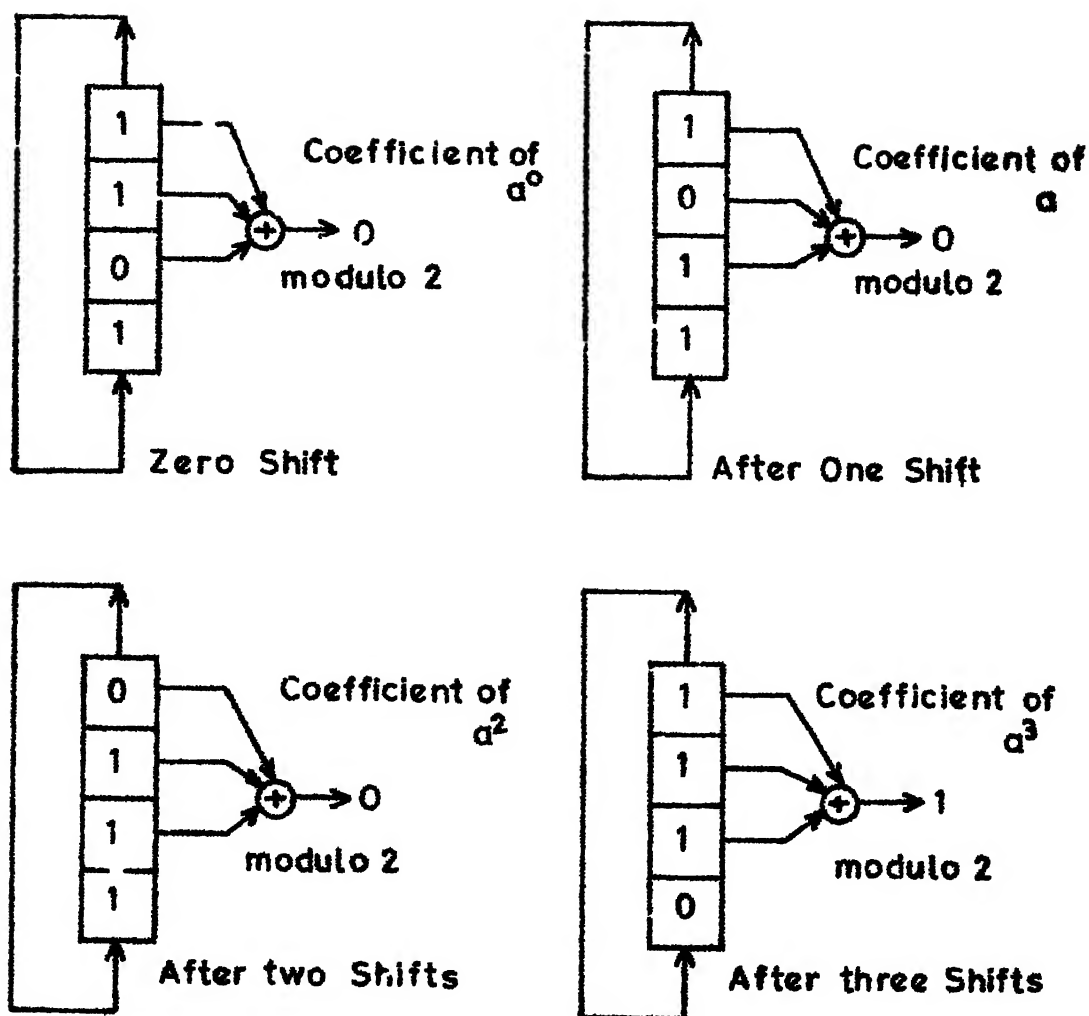 1
1
0
1
Coefficient of
a⁰
+
0
modulo 2
Zero Shift
1
0
1
1
Coefficient of
a
+
0
modulo 2
After One Shift
0
1
1
1
Coefficient of
a²
+
0
modulo 2
After two Shifts
1
1
1
0
Coefficient of
a³
+
1
modulo 2
After three Shifts